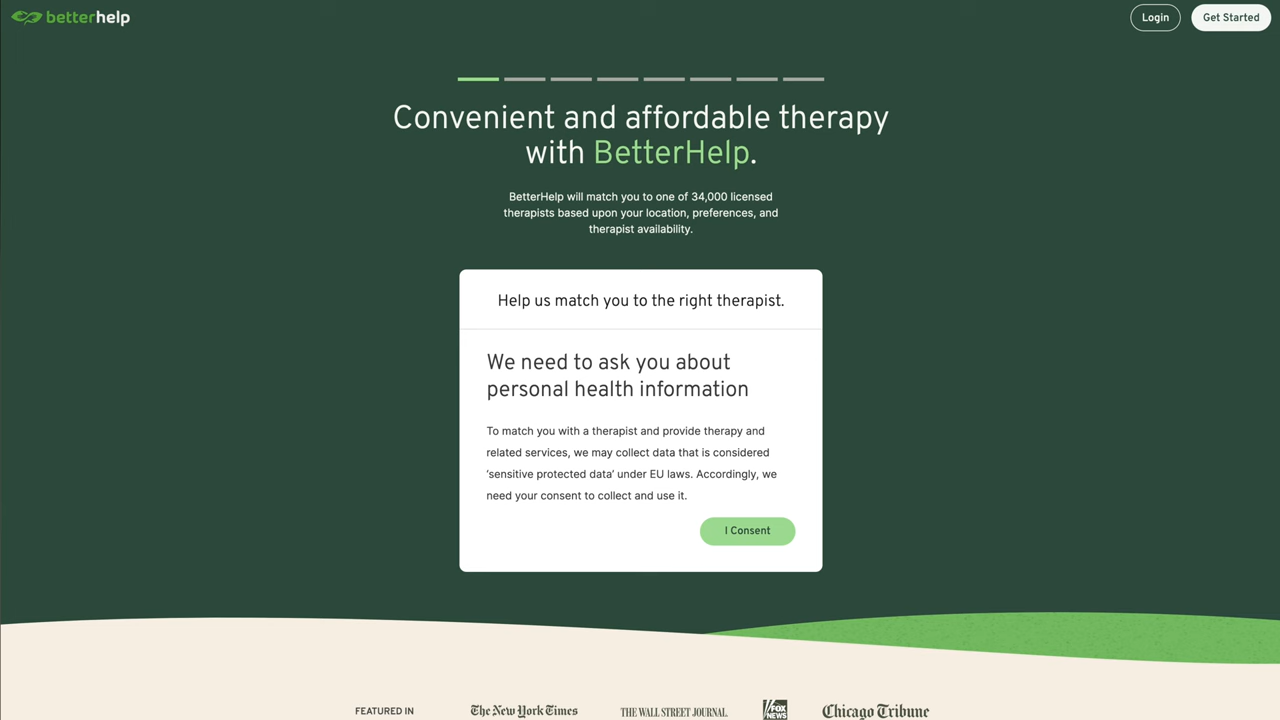 betterhelp
Login
Get Started
Convenient and affordable therapy
with BetterHelp.
BetterHelp will match you to one of 34,000 licensed
therapists based upon your location, preferences, and
therapist availability.
Help us match you to the right therapist.
We need to ask you about
personal health information
To match you with a therapist and provide therapy and
related services, we may collect data that is considered
‘sensitive protected data’ under EU laws. Accordingly, we
need your consent to collect and use it.
I Consent
FEATURED IN
The New York Times
THE WALL STREET JOURNAL.
FOX
NEWS
Chicago Tribune